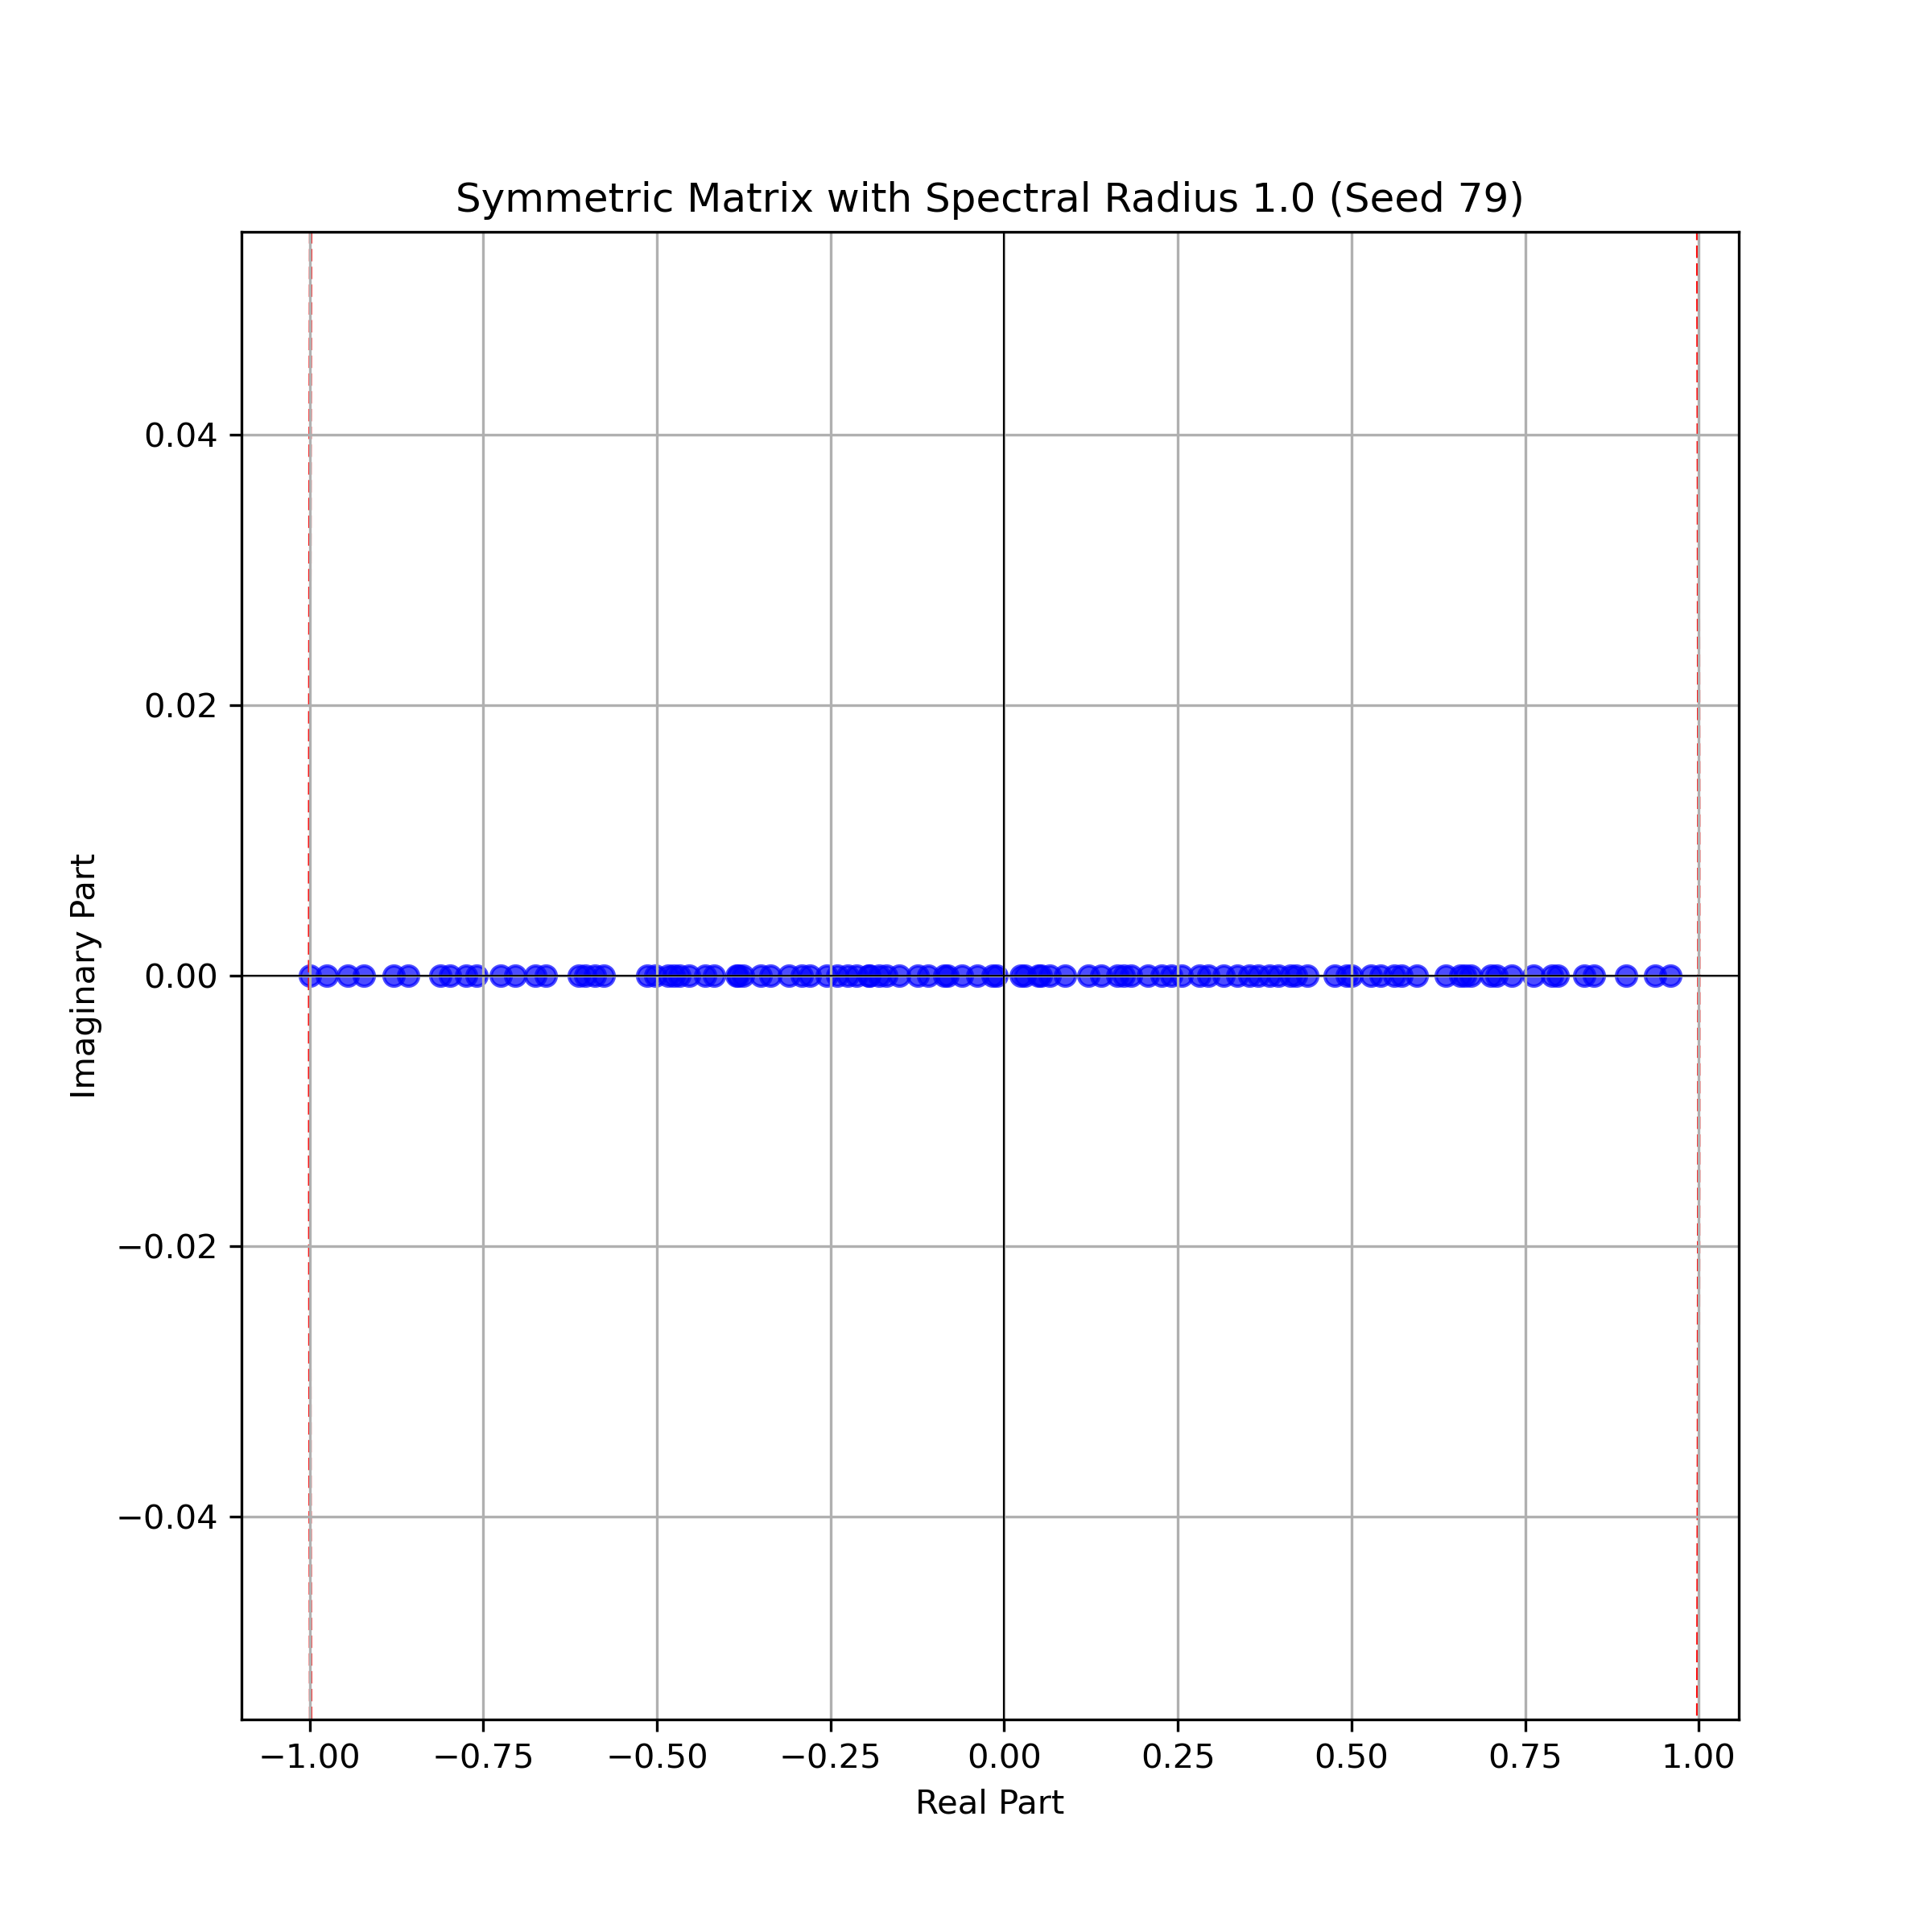 Symmetric Matrix with Spectral Radius 1.0 (Seed 79)
0.04
0.02
0.00
−0.02
−0.04
Imaginary Part
−1.00 −0.75 −0.50 −0.25 0.00 0.25 0.50 0.75 1.00
Real Part